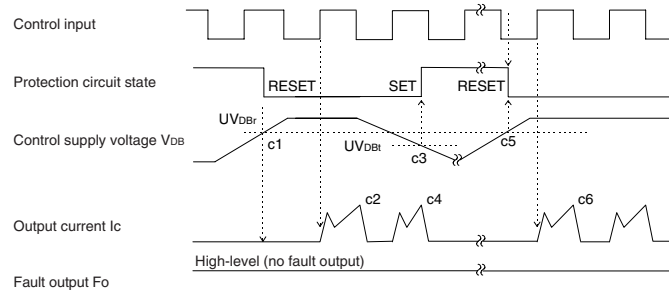 Control input
Protection circuit state
RESET
SET
RESET
UVDBr
Control supply voltage VDB
c1
UVDBt
c3
c5
c2
c4
c6
Output current Ic
High-level (no fault output)
Fault output Fo